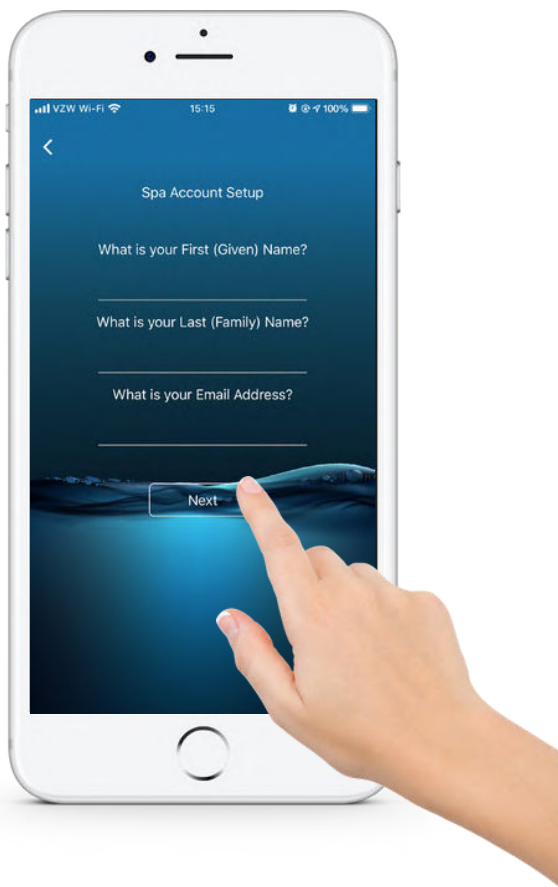 VZW Wi-Fi 15:15 100%
Spa Account Setup
What is your First (Given) Name?
What is your Last (Family) Name?
What is your Email Address?
Next